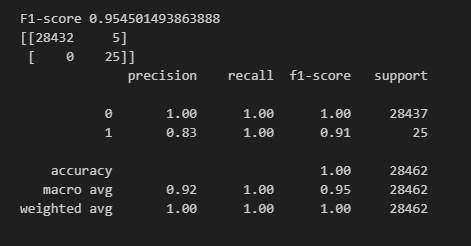 F1-score 0.954501493863888
[[28432 5]
[ 0 25]]
precision recall f1-score support
0 1.00 1.00 1.00 28437
1 0.83 1.00 0.91 25
accuracy 1.00 28462
macro avg 0.92 1.00 0.95 28462
weighted avg 1.00 1.00 1.00 28462